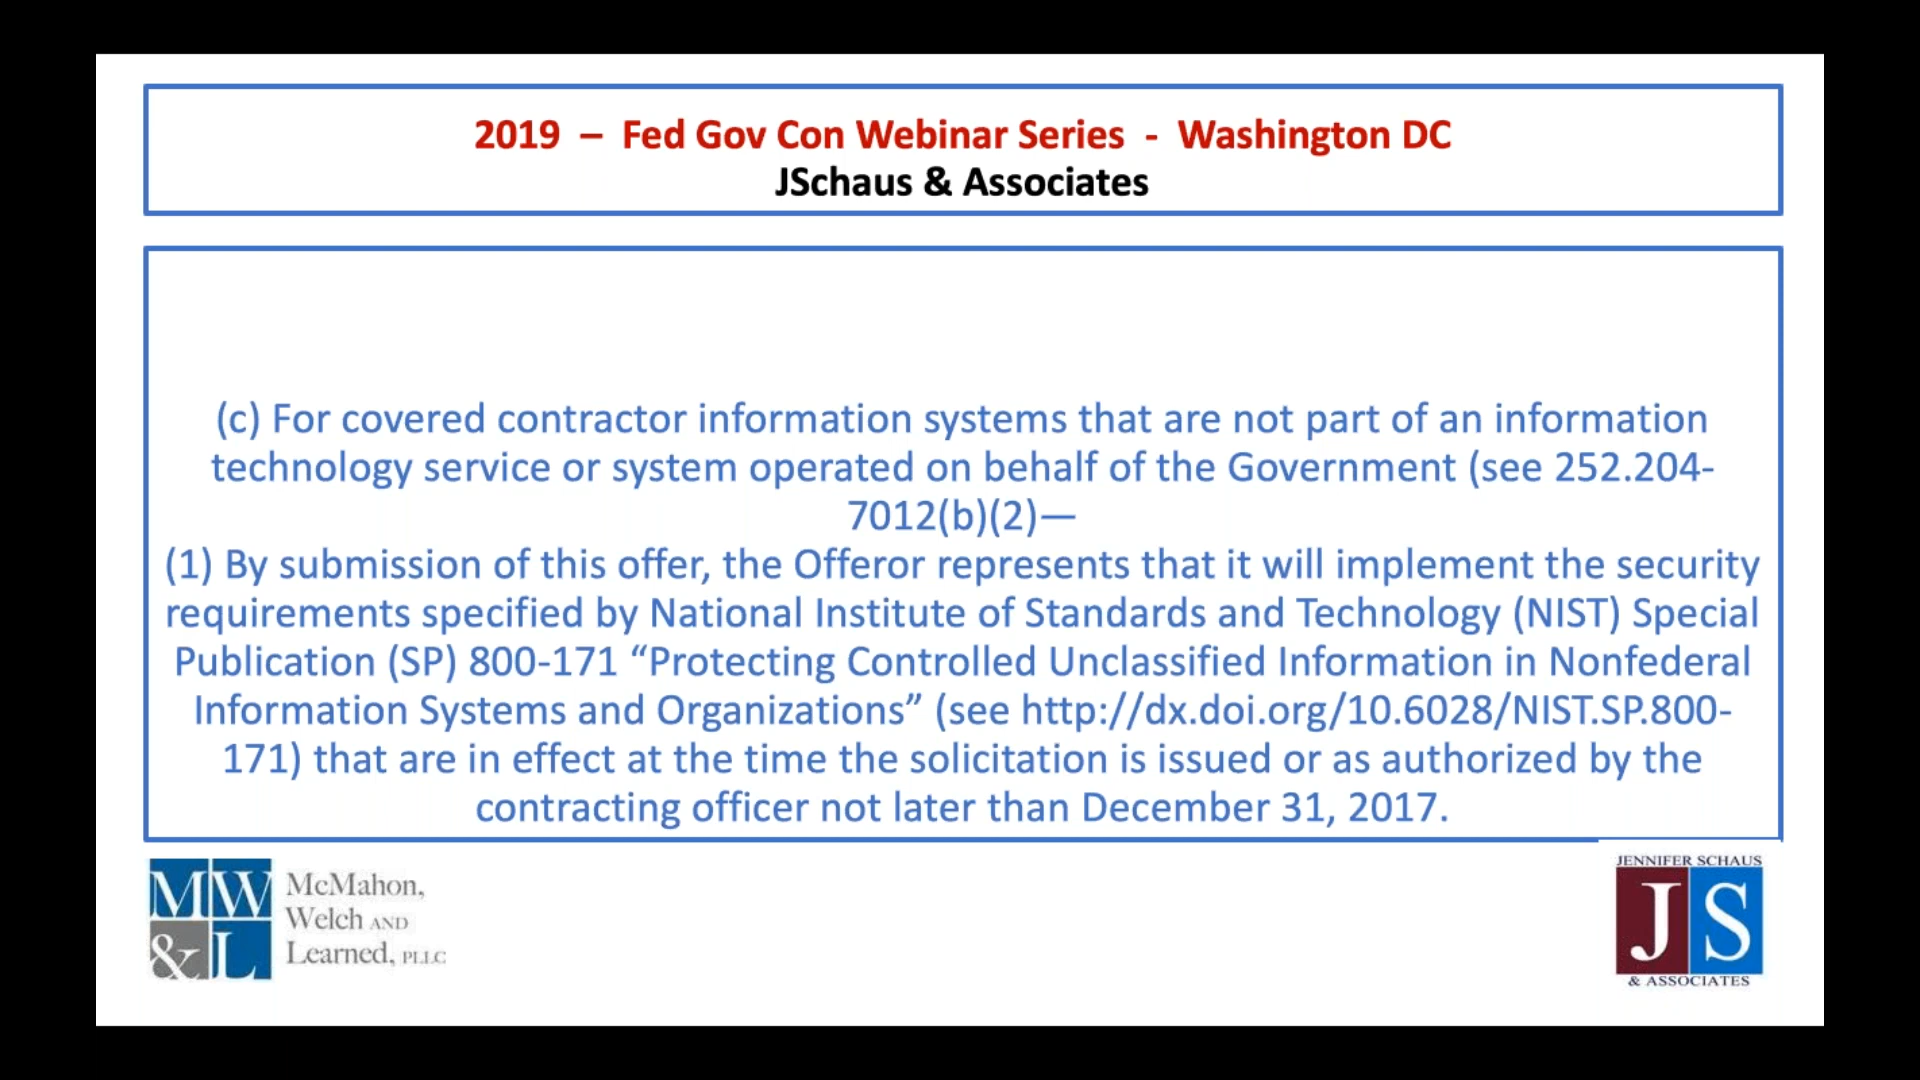 2019 – Fed Gov Con Webinar Series - Washington DC
JSchaus & Associates
(c) For covered contractor information systems that are not part of an information
technology service or system operated on behalf of the Government (see 252.204-
7012(b)(2)—
(1) By submission of this offer, the Offeror represents that it will implement the security
requirements specified by National Institute of Standards and Technology (NIST) Special
Publication (SP) 800-171 “Protecting Controlled Unclassified Information in Nonfederal
Information Systems and Organizations” (see http://dx.doi.org/10.6028/NIST.SP.800-
171) that are in effect at the time the solicitation is issued or as authorized by the
contracting officer not later than December 31, 2017.
MW
&L
McMahon,
Welch AND
Learned, PLLC
JENNIFER SCHAUS
JS
& ASSOCIATES